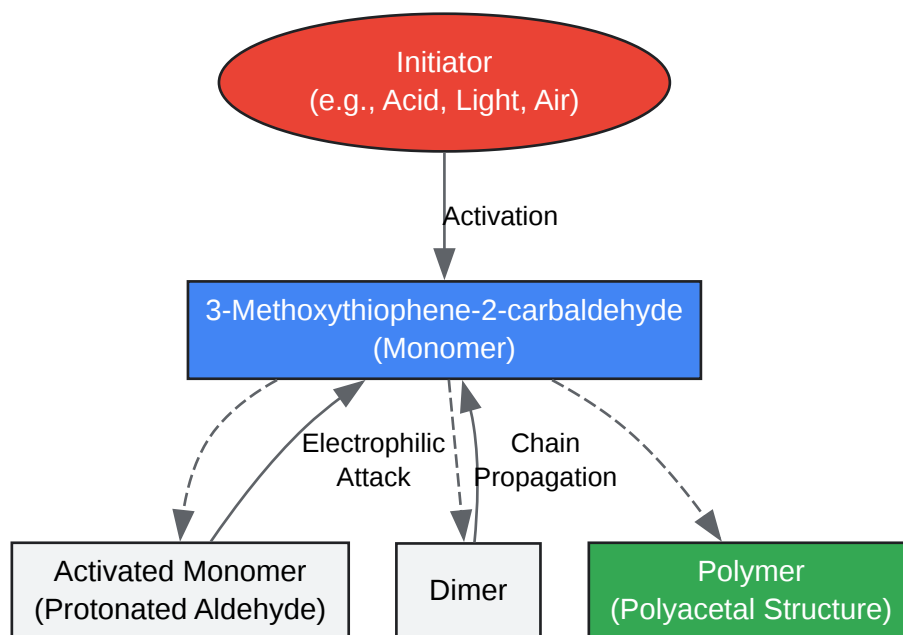 Initiator
(e.g., Acid, Light, Air)
Activation
3-Methoxythiophene-2-carbaldehyde
(Monomer)
Electrophilic
Attack
Chain
Propagation
Activated Monomer
(Protonated Aldehyde)
Dimer
Polymer
(Polyacetal Structure)